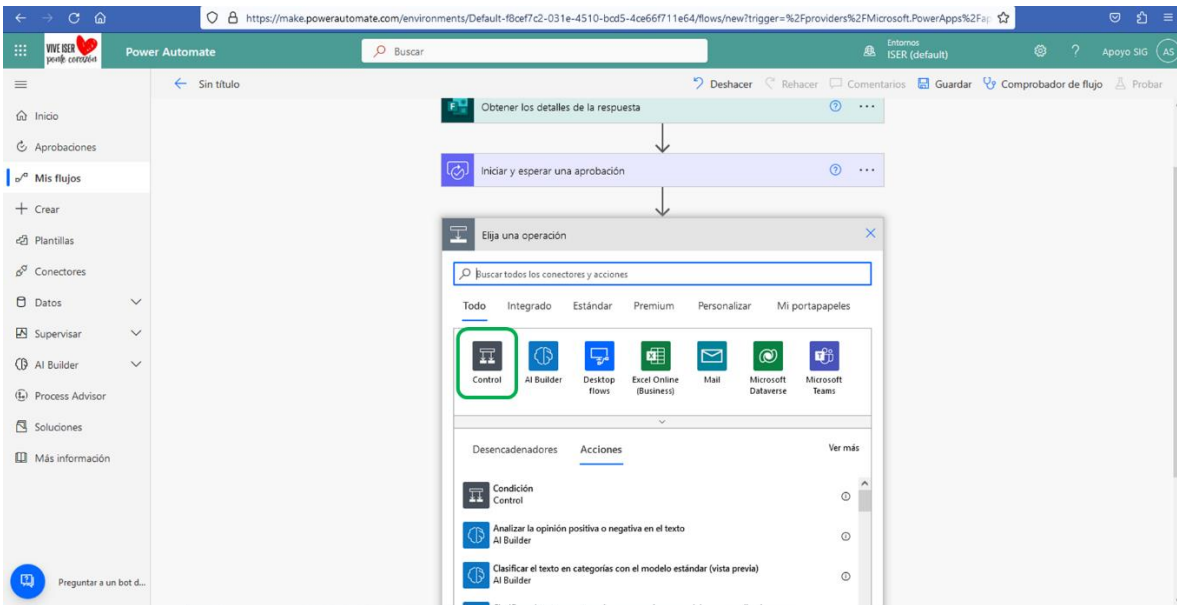 https://make.powerautomate.com/environments/Default-f8cef7c2-031e-4510-bcd5-4ce66f711e64/flows/new?trigger=%2Fproviders%2FMicrosoft.PowerApps%2Fap
VIVE ISER
ponle corazón
Power Automate
Buscar
Entornos
ISER (default)
?
Apoyo SIG
AS
Sin título
Deshacer
Rehacer
Comentarios
Guardar
Comprobador de flujo
Probar
Inicio
Aprobaciones
Mis flujos
Crear
Plantillas
Conectores
Datos
Supervisar
AI Builder
Process Advisor
Soluciones
Más información
Preguntar a un bot d...
Obtener los detalles de la respuesta
Iniciar y esperar una aprobación
Elija una operación
Buscar todos los conectores y acciones
Todo Integrado Estándar Premium Personalizar Mi portapapeles
Control
AI Builder
Desktop
flows
Excel Online
(Business)
Mail
Microsoft
Dataverse
Microsoft
Teams
Desencadenadores Acciones Ver más
Condición
Control
Analizar la opinión positiva o negativa en el texto
AI Builder
Clasificar el texto en categorías con el modelo estándar (vista previa)
AI Builder